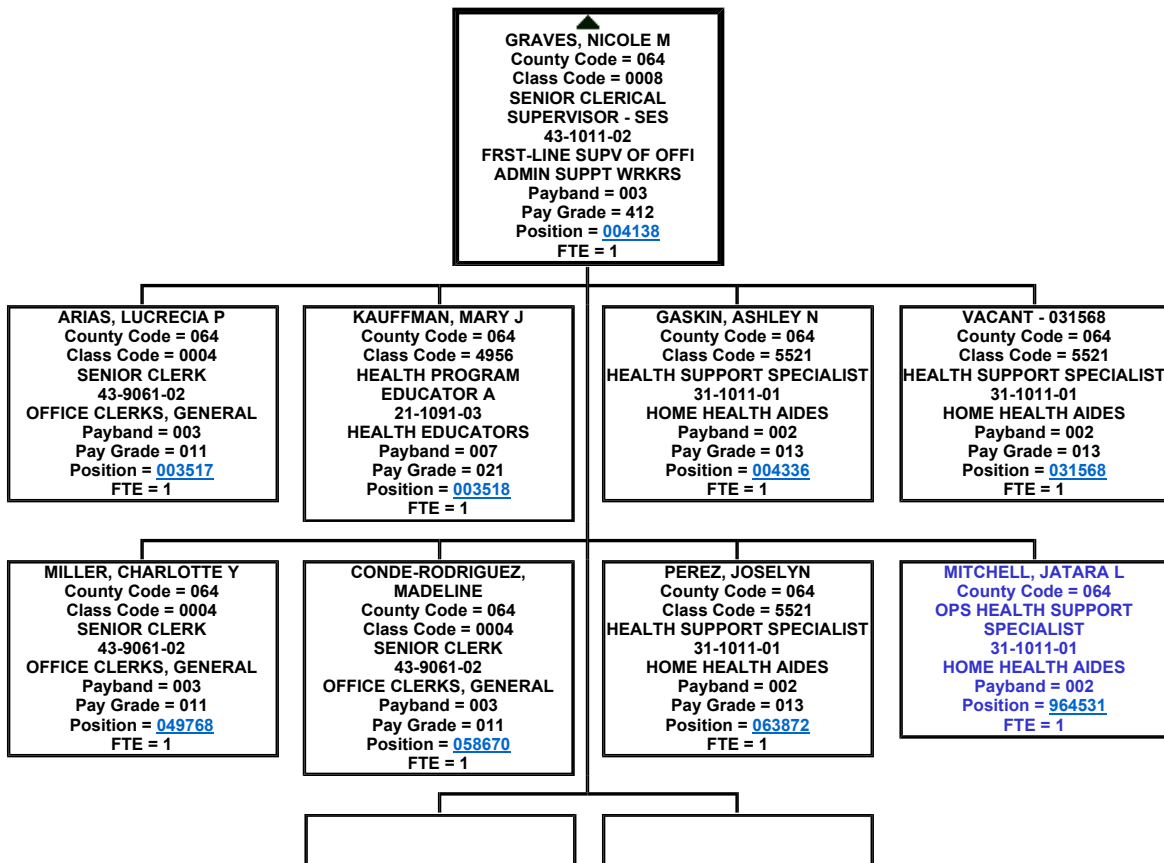 GRAVES, NICOLE M
County Code = 064
Class Code = 0008
SENIOR CLERICAL
SUPERVISOR - SES
43-1011-02
FRST-LINE SUPV OF OFFI
ADMIN SUPPT WRKRS
Payband = 003
Pay Grade = 412
Position = 004138
FTE = 1
ARIAS, LUCRECIA P
County Code = 064
Class Code = 0004
SENIOR CLERK
43-9061-02
OFFICE CLERKS, GENERAL
Payband = 003
Pay Grade = 011
Position = 003517
FTE = 1
KAUFFMAN, MARY J
County Code = 064
Class Code = 4956
HEALTH PROGRAM
EDUCATOR A
21-1091-03
HEALTH EDUCATORS
Payband = 007
Pay Grade = 021
Position = 003518
FTE = 1
GASKIN, ASHLEY N
County Code = 064
Class Code = 5521
HEALTH SUPPORT SPECIALIST
31-1011-01
HOME HEALTH AIDES
Payband = 002
Pay Grade = 013
Position = 004336
FTE = 1
VACANT - 031568
County Code = 064
Class Code = 5521
HEALTH SUPPORT SPECIALIST
31-1011-01
HOME HEALTH AIDES
Payband = 002
Pay Grade = 013
Position = 031568
FTE = 1
MILLER, CHARLOTTE Y
County Code = 064
Class Code = 0004
SENIOR CLERK
43-9061-02
OFFICE CLERKS, GENERAL
Payband = 003
Pay Grade = 011
Position = 049768
FTE = 1
CONDE-RODRIGUEZ,
MADELINE
County Code = 064
Class Code = 0004
SENIOR CLERK
43-9061-02
OFFICE CLERKS, GENERAL
Payband = 003
Pay Grade = 011
Position = 058670
FTE = 1
PEREZ, JOSELYN
County Code = 064
Class Code = 5521
HEALTH SUPPORT SPECIALIST
31-1011-01
HOME HEALTH AIDES
Payband = 002
Pay Grade = 013
Position = 063872
FTE = 1
MITCHELL, JATARA L
County Code = 064
OPS HEALTH SUPPORT
SPECIALIST
31-1011-01
HOME HEALTH AIDES
Payband = 002
Position = 964531
FTE = 1